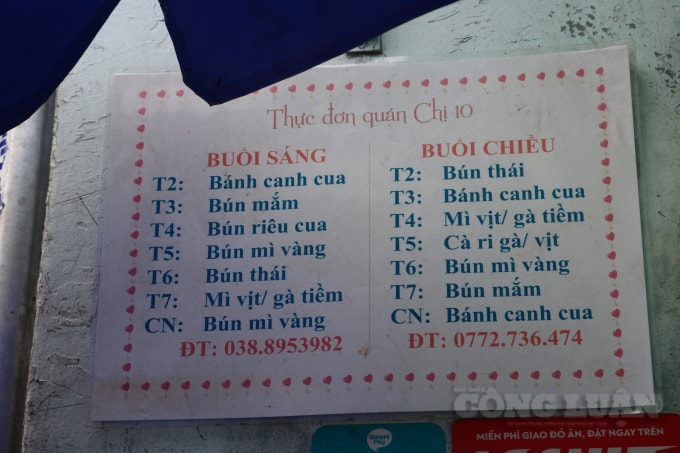 Thực đơn quán Chị 10
BUỔI SÁNG
T2: Bánh canh cua
T3: Bún mắm
T4: Bún riêu cua
T5: Bún mì vàng
T6: Bún thái
T7: Mì vịt/ gà tiềm
CN: Bún mì vàng
ĐT: 038.8953982
BUỔI CHIỀU
T2: Bún thái
T3: Bánh canh cua
T4: Mì vịt/ gà tiềm
T5: Cà ri gà/ vịt
T6: Bún mì vàng
T7: Bún mắm
CN: Bánh canh cua
ĐT: 0772.736.474
CÔNG LUẬN
Smart Pay
MIỄN PHÍ GIAO ĐỒ ĂN, ĐẶT NGAY TRÊN